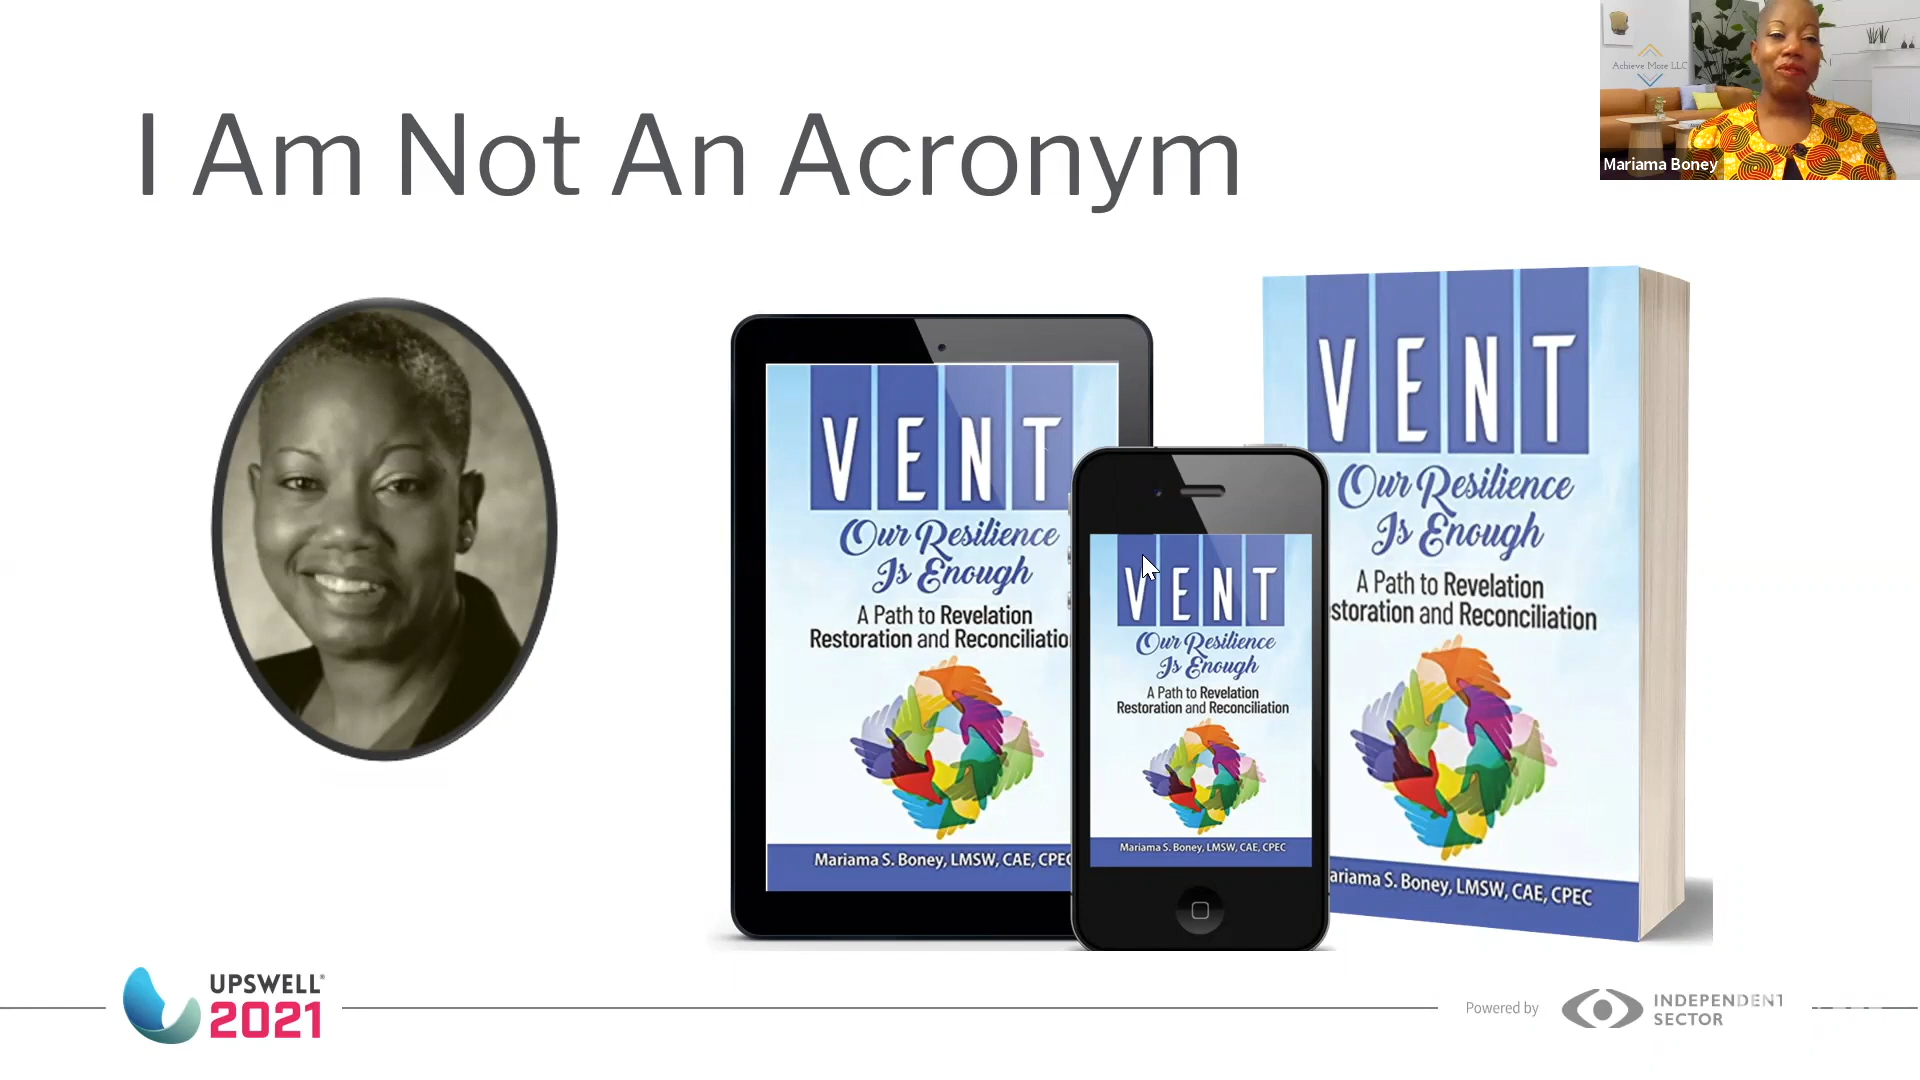 I Am Not An Acronym
Achieve More LLC
Mariama Boney
VENT
Our Resilience
Is Enough
A Path to Revelation
Restoration and Reconciliatio
Mariama S. Boney, LMSW, CAE, CPEC
VENT
Our Resilience
Is Enough
A Path to Revelation
Restoration and Reconciliation
Mariama S. Boney, LMSW, CAE, CPEC
VENT
Our Resilience
Is Enough
A Path to Revelation
storation and Reconciliation
ariama S. Boney, LMSW, CAE, CPEC
UPSWELL®
2021
Powered by
INDEPENDENT
SECTOR